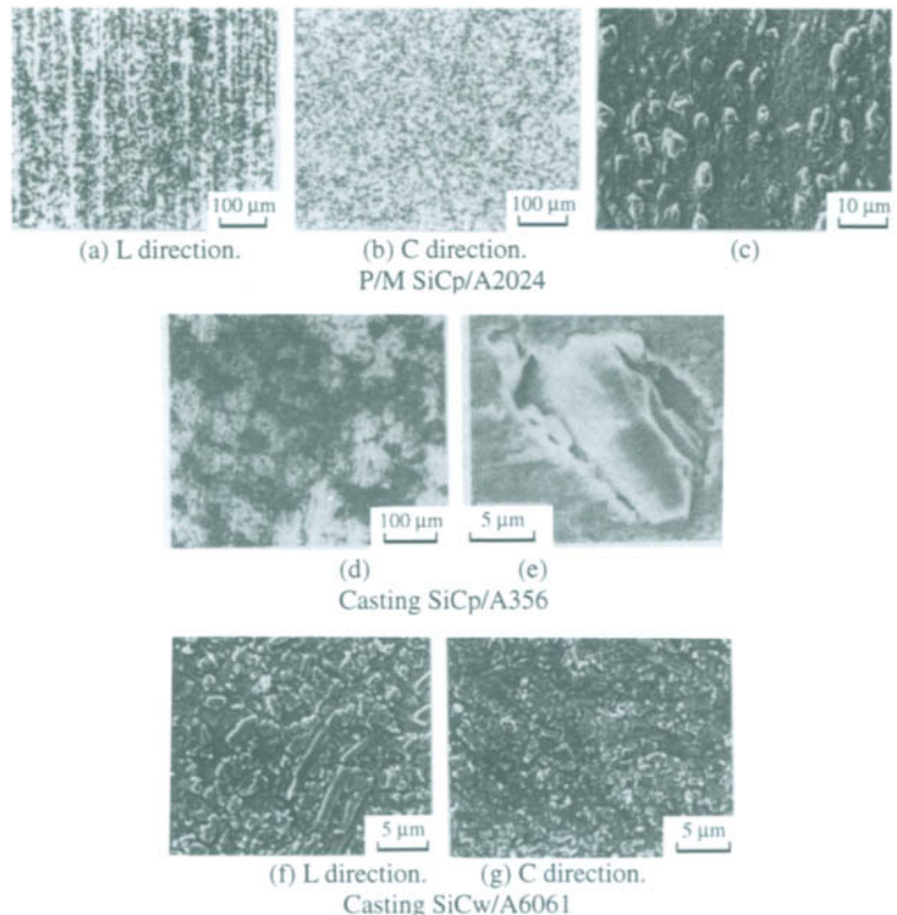 100 μm
100 μm
10 μm
(a) L direction.
(b) C direction.
(c)
P/M SiCp/A2024
100 μm
5 μm
(d)
(e)
Casting SiCp/A356
5 μm
5 μm
(f) L direction.
(g) C direction.
Casting SiCw/A6061